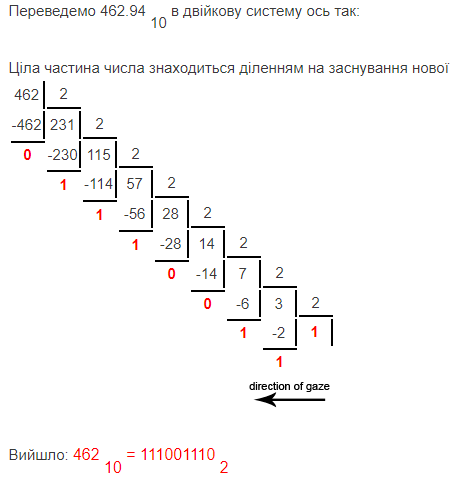 Переведемо 462.94 10 в двійкову систему ось так:
Ціла частина числа знаходиться діленням на заснування нової
462 2
-462 231 2
0 -230 115 2
1 -114 57 2
1 -56 28 2
1 -28 14 2
0 -14 7 2
0 -6 3 2
1 -2 1
1
direction of gaze
Вийшло: 462 10 = 111001110 2